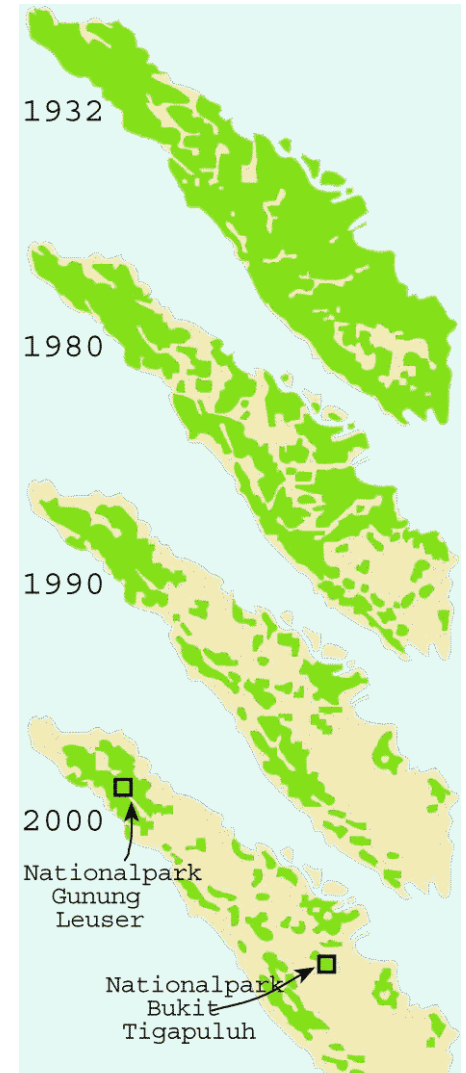 1932
1980
1990
2000
Nationalpark
Gunung
Leuser
Nationalpark
Bukit
Tigapuluh